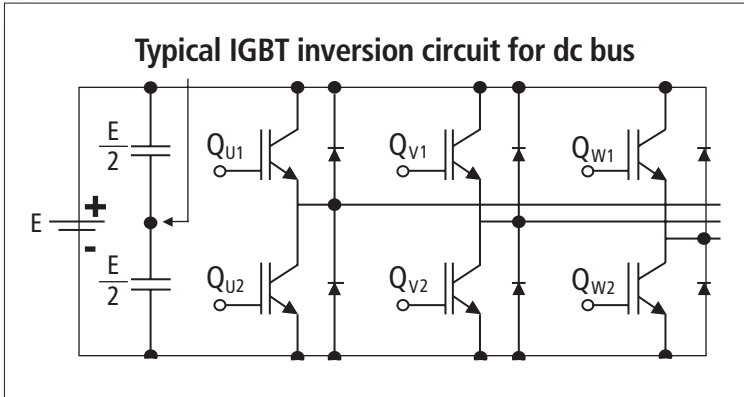 Typical IGBT inversion circuit for dc bus
E
2
QU1
QV1
QW1
+
E
-
E
2
QU2
QV2
QW2